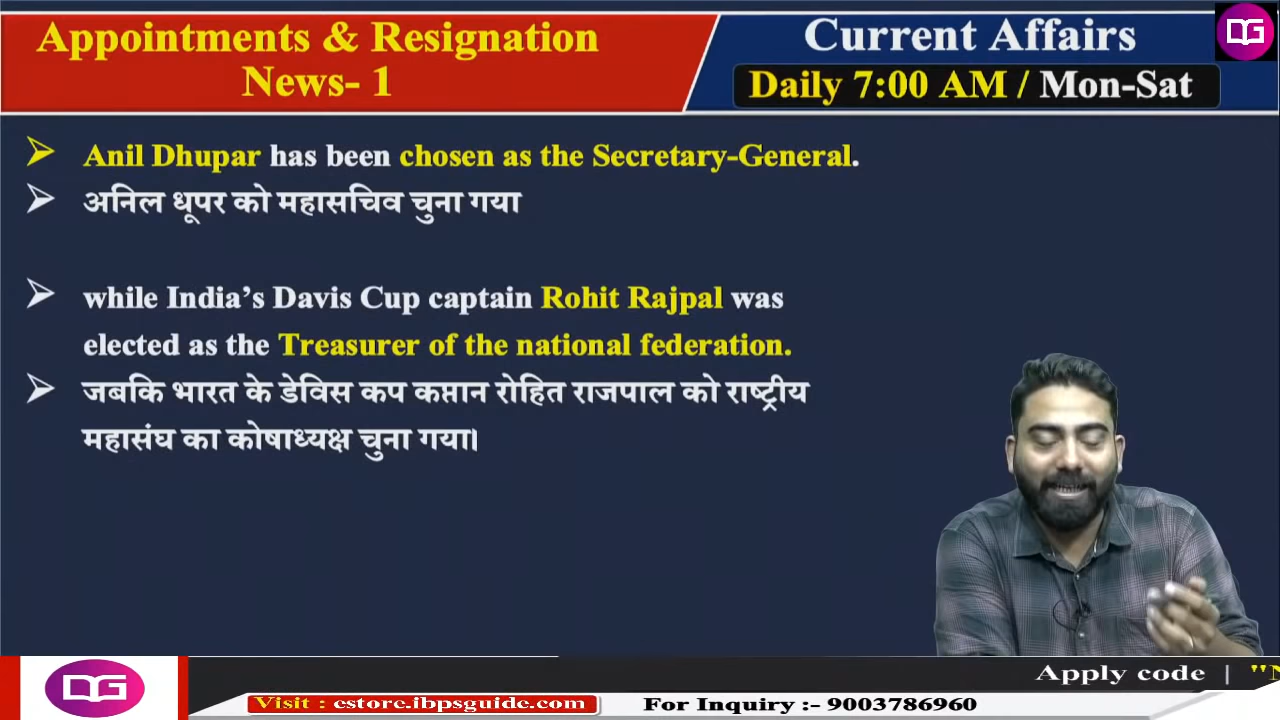 Appointments & Resignation
News- 1
Current Affairs
Daily 7:00 AM / Mon-Sat
DG
Anil Dhupar has been chosen as the Secretary-General.
अनिल धूपर को महासचिव चुना गया
while India’s Davis Cup captain Rohit Rajpal was
elected as the Treasurer of the national federation.
जबकि भारत के डेविस कप कप्तान रोहित राजपाल को राष्ट्रीय
महासंघ का कोषाध्यक्ष चुना गया।
DG
Apply code | "
Visit : estore.ibpsguide.com
For Inquiry :- 9003786960